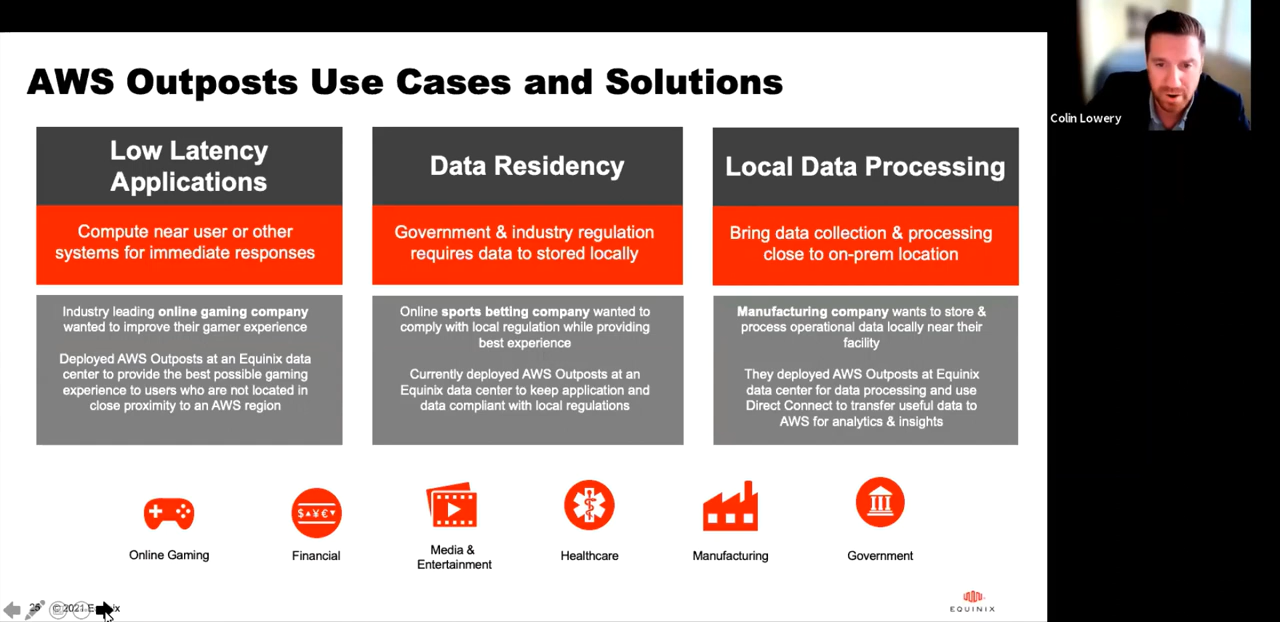 AWS Outposts Use Cases and Solutions
Colin Lowery
Low Latency
Applications
Compute near user or other
systems for immediate responses
Industry leading online gaming company
wanted to improve their gamer experience
Deployed AWS Outposts at an Equinix data
center to provide the best possible gaming
experience to users who are not located in
close proximity to an AWS region
Data Residency
Government & industry regulation
requires data to stored locally
Online sports betting company wanted to
comply with local regulation while providing
best experience
Currently deployed AWS Outposts at an
Equinix data center to keep application and
data compliant with local regulations
Local Data Processing
Bring data collection & processing
close to on-prem location
Manufacturing company wants to store &
process operational data locally near their
facility
They deployed AWS Outposts at Equinix
data center for data processing and use
Direct Connect to transfer useful data to
AWS for analytics & insights
Online Gaming
Financial
Media &
Entertainment
Healthcare
Manufacturing
Government
© 2021
EQUINIX